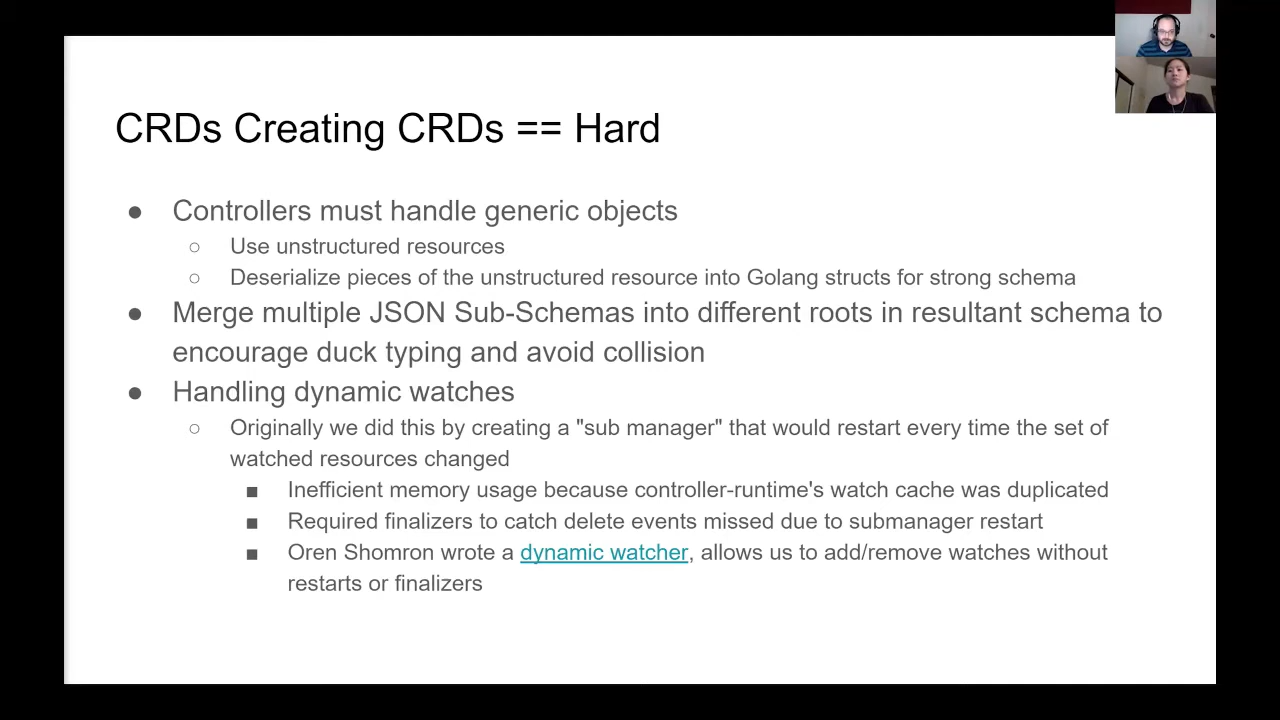 CRDs Creating CRDs == Hard
● Controllers must handle generic objects
○ Use unstructured resources
○ Deserialize pieces of the unstructured resource into Golang structs for strong schema
● Merge multiple JSON Sub-Schemas into different roots in resultant schema to
encourage duck typing and avoid collision
● Handling dynamic watches
○ Originally we did this by creating a "sub manager" that would restart every time the set of
watched resources changed
■ Inefficient memory usage because controller-runtime's watch cache was duplicated
■ Required finalizers to catch delete events missed due to submanager restart
■ Oren Shomron wrote a dynamic watcher, allows us to add/remove watches without
restarts or finalizers